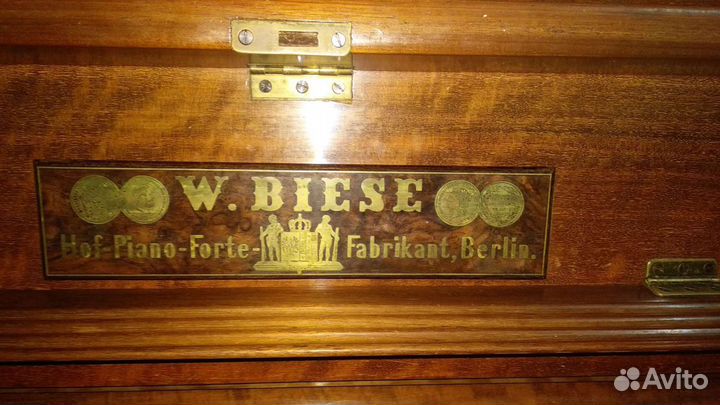 W. BIESE
Hof-Piano-Forte- Fabrikant, Berlin.
Avito